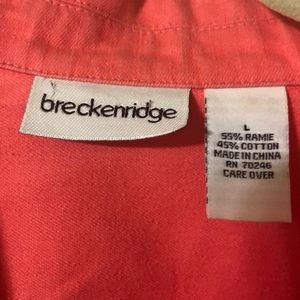 breckenridge
L
55% RAMIE
45% COTTON
MADE IN CHINA
RN 70246
CARE OVER